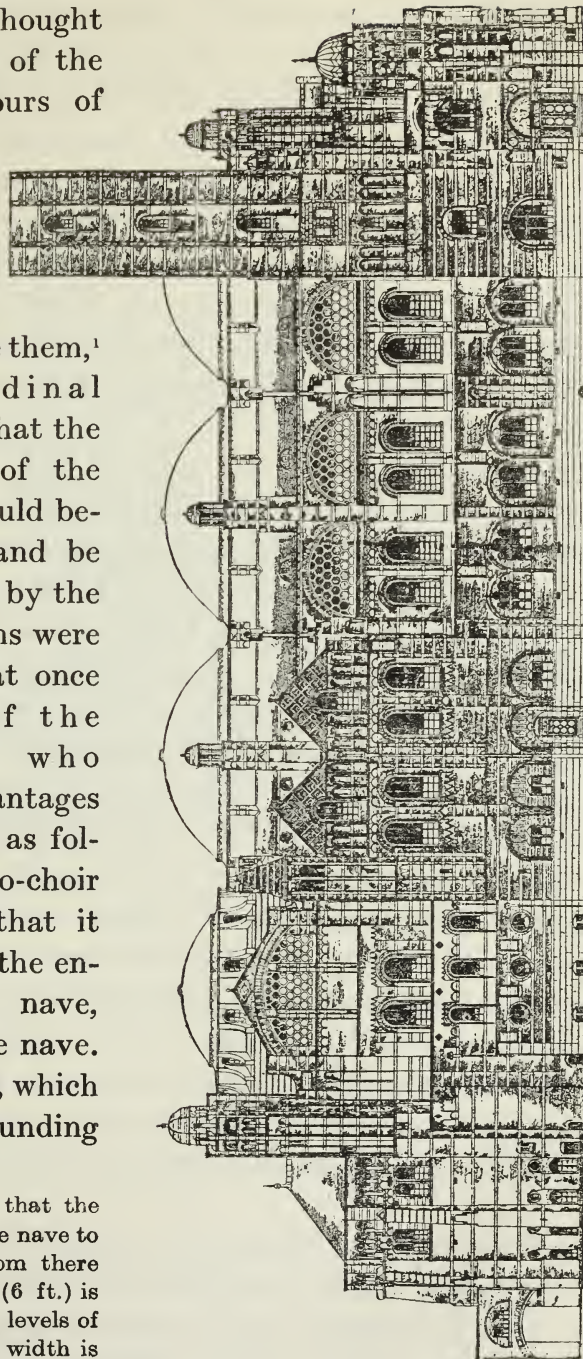 hought
of the
ours of
e them,¹
dinal
hat the
of the
uld be-
and be
by the
ns were
at once
f the
who
antages
as fol-
o-choir
that it
the en-
nave,
e nave.
, which
unding
that the
e nave to
om there
(6 ft.) is
levels of
width is